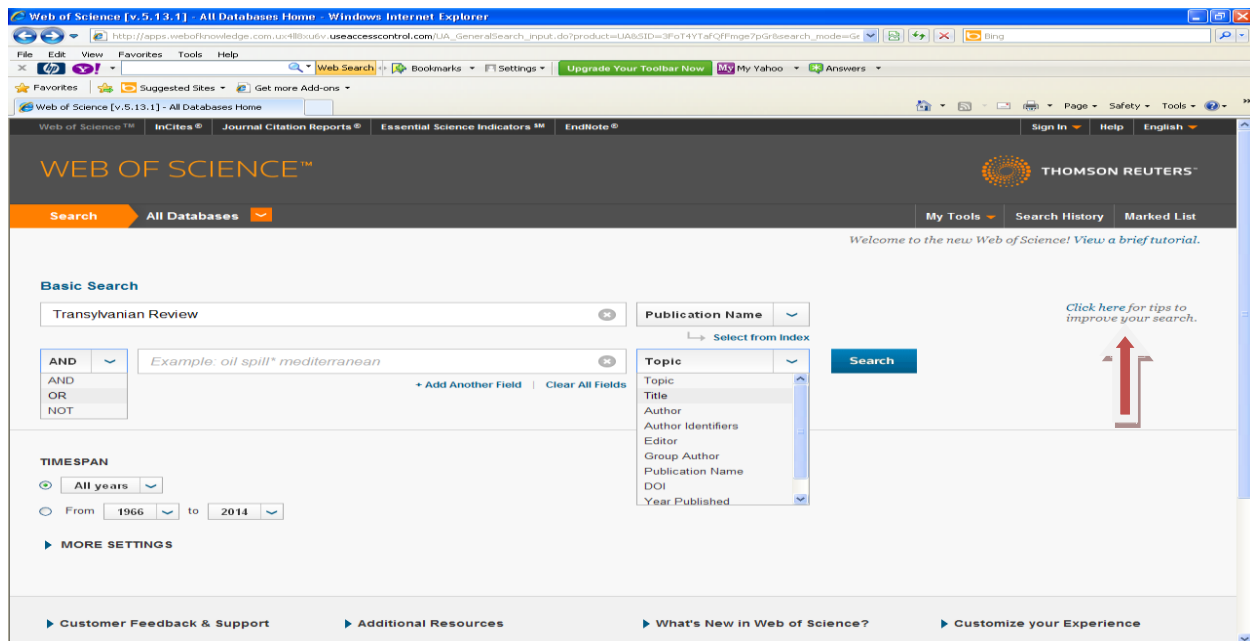 Web of Science [v.5.13.1] - All Databases Home - Windows Internet Explorer
File Edit View Favorites Tools Help
Web Search Bookmarks Settings Upgrade Your Toolbar Now My My Yahoo Answers
Bing
Favorites Suggested Sites Get more Add-ons
Web of Science [v.5.13.1] - All Databases Home Page Safety Tools
Web of Science™ InCites® Journal Citation Reports® Essential Science Indicators℠ EndNote® Sign In Help English
WEB OF SCIENCE™ THOMSON REUTERS™
Search All Databases My Tools Search History Marked List
Welcome to the new Web of Science! View a brief tutorial.
Basic Search
Transylvanian Review Publication Name
Click here for tips to
improve your search.
Select from Index
AND Example: oil spill* mediterranean Topic Search
+ Add Another Field | Clear All Fields
AND
OR
NOT
Topic
Title
Author
Author Identifiers
Editor
Group Author
Publication Name
DOI
Year Published
TIMESPAN
All years
From 1966 to 2014
MORE SETTINGS
Customer Feedback & Support Additional Resources What's New in Web of Science? Customize your Experience